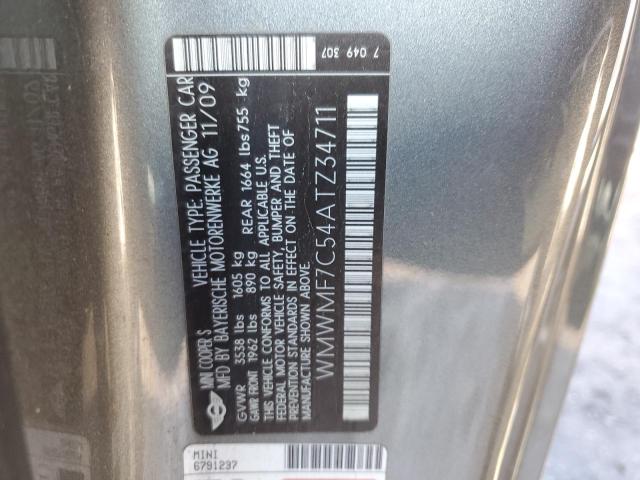 MINI COOPER S
VEHICLE TYPE: PASSENGER CAR
MFD BY BAYERISCHE MOTORENWERKE AG 11/09
GVWR 3538 lbs 1605 kg
GAWR FRONT 1962 lbs 890 kg, REAR 1664 lbs 755 kg
THIS VEHICLE CONFORMS TO ALL APPLICABLE U.S.
FEDERAL MOTOR VEHICLE SAFETY, BUMPER AND THEFT
PREVENTION STANDARDS IN EFFECT ON THE DATE OF
MANUFACTURE SHOWN ABOVE.
WMWMF7C54ATZ34711
7 049 307
MINI
6791237